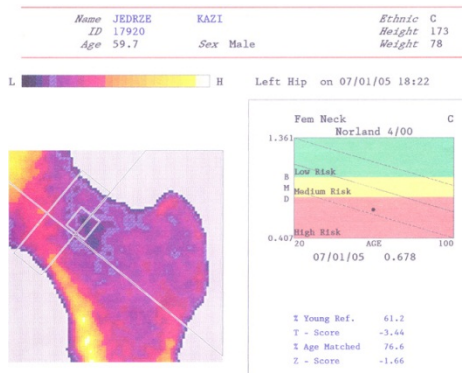 Name JEDRZE KAZI Ethnic C
ID 17920 Height 173
Age 59.7 Sex Male Weight 78
L H Left Hip on 07/01/05 18:22
Fem Neck C
Norland 4/00
1.361
Low Risk
B
M Medium Risk
D
High Risk
0.407
20 AGE 100
07/01/05 0.678
% Young Ref. 61.2
T - Score -3.44
% Age Matched 76.6
Z - Score -1.66